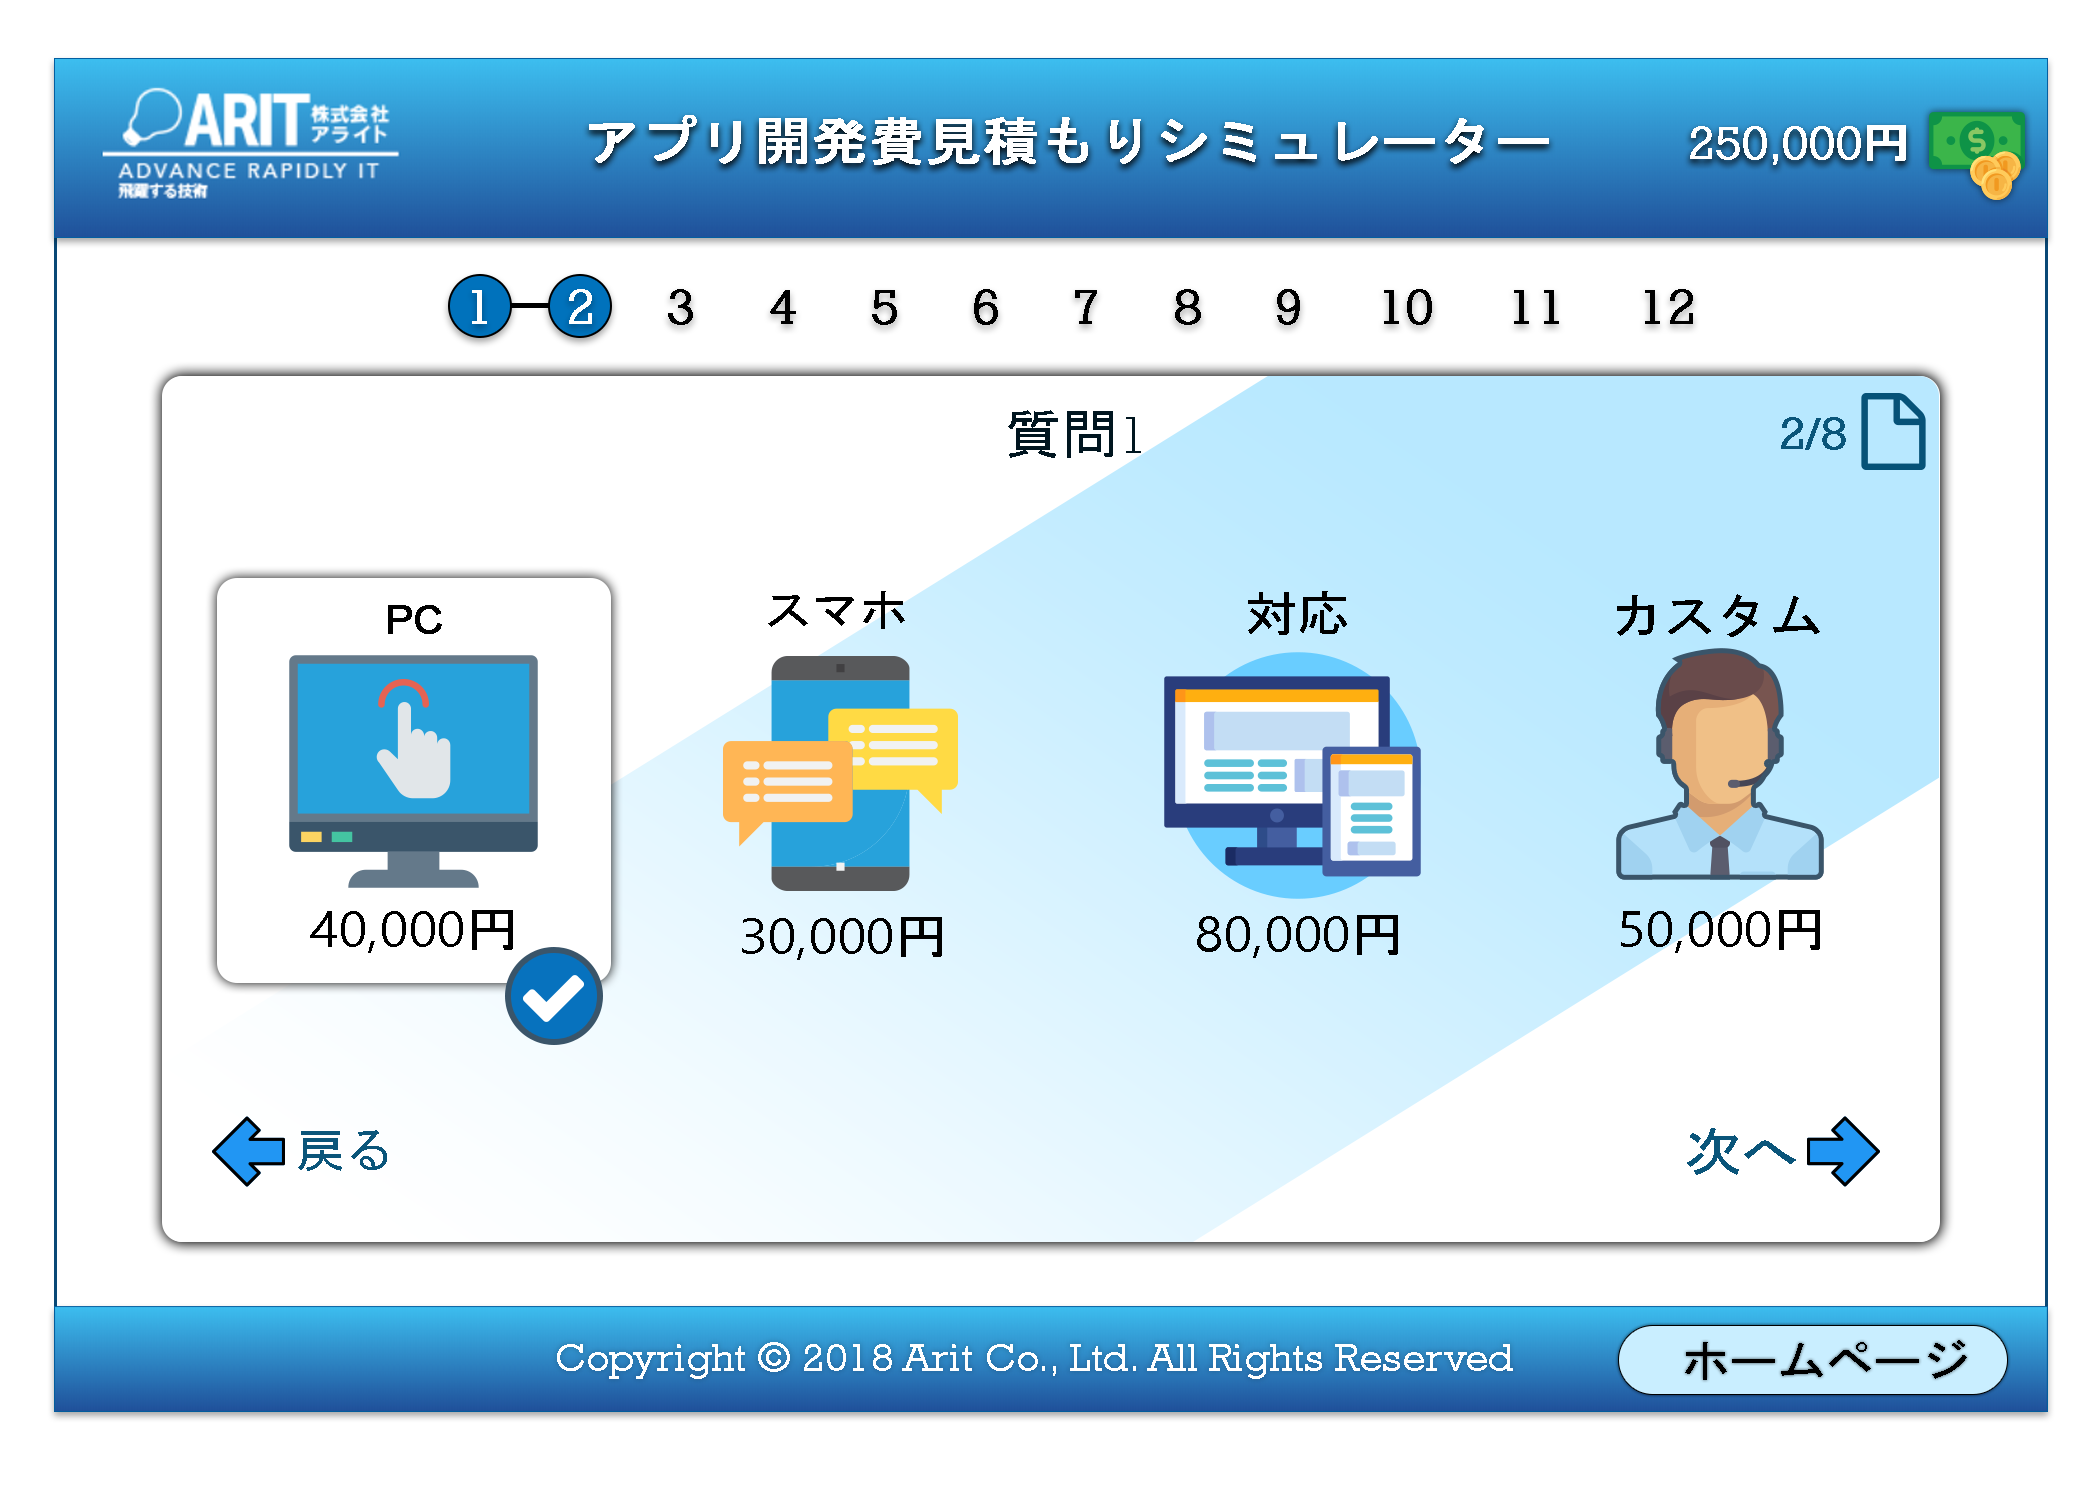 ARIT株式会社アライト
ADVANCE RAPIDLY IT
飛躍する技術
アプリ開発費見積もりシミュレーター
250,000円
1 2 3 4 5 6 7 8 9 10 11 12
質問1
2/8
PC
スマホ
対応
カスタム
40,000円
30,000円
80,000円
50,000円
戻る
次へ
Copyright © 2018 Arit Co., Ltd. All Rights Reserved
ホームページ